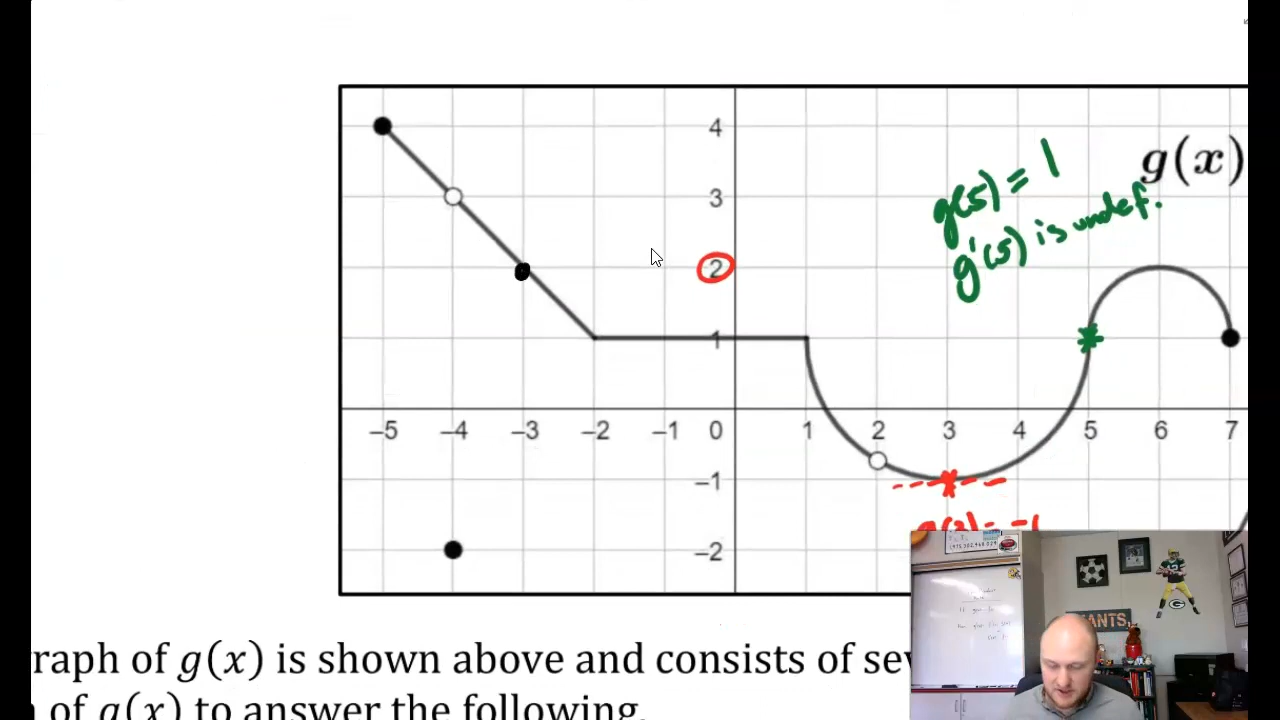 4
g(x)
g(5) = 1
3
g'(5) is undef.
2
1
-5 -4 -3 -2 -1 0 1 2 3 4 5 6 7
-1
-2
raph of g(x) is shown above and consists of sev
of g(x) to answer the following.
ANTS
G